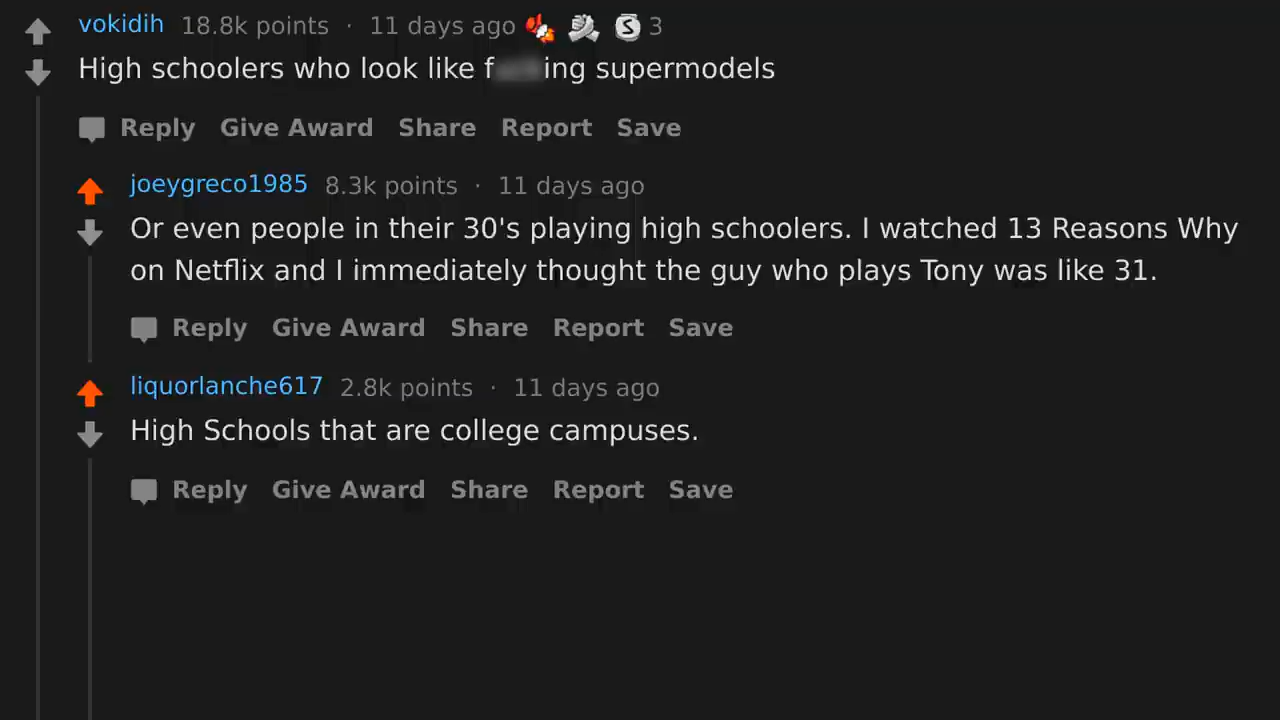 vokidih 18.8k points · 11 days ago 3
High schoolers who look like f ing supermodels
Reply Give Award Share Report Save
joeygreco1985 8.3k points · 11 days ago
Or even people in their 30's playing high schoolers. I watched 13 Reasons Why
on Netflix and I immediately thought the guy who plays Tony was like 31.
Reply Give Award Share Report Save
liquorlanche617 2.8k points · 11 days ago
High Schools that are college campuses.
Reply Give Award Share Report Save